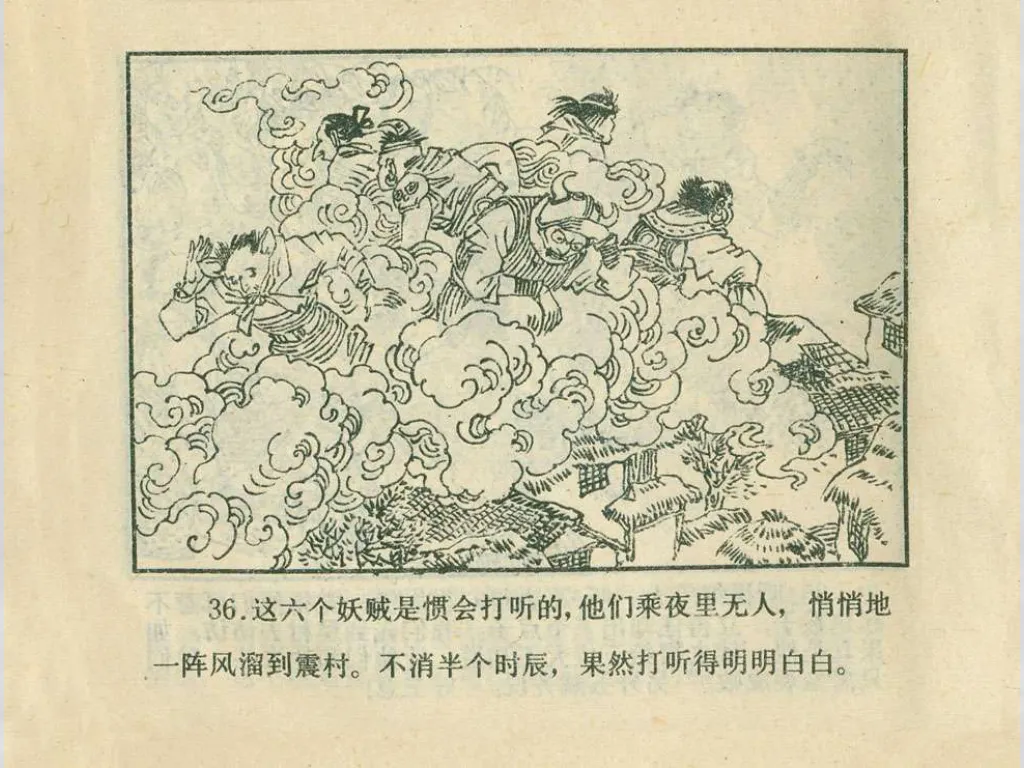 36.这六个妖贼是惯会打听的,他们乘夜里无人，悄悄地
一阵风溜到震村。不消半个时辰，果然打听得明明白白。